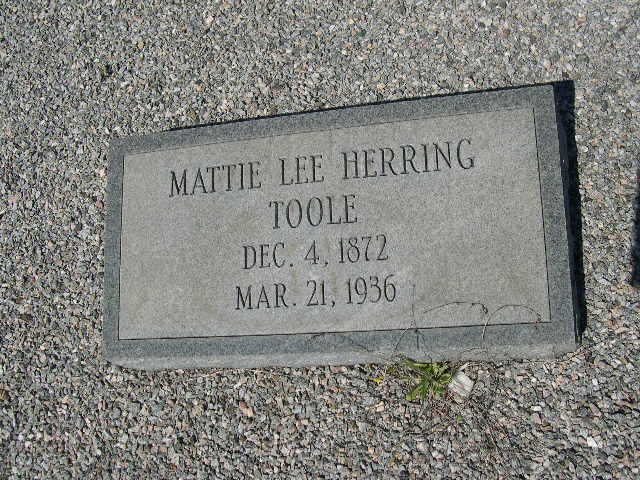 MATTIE LEE HERRING
TOOLE
DEC. 4, 1872
MAR. 21, 1936